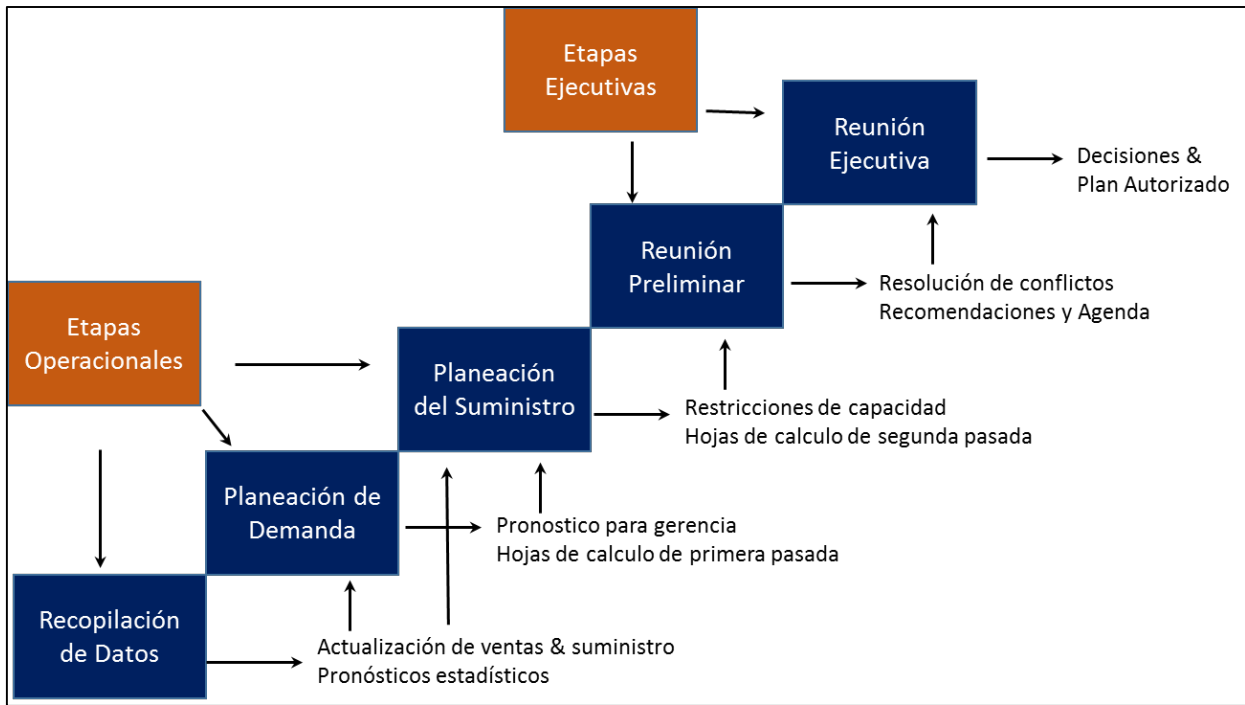 Etapas
Ejecutivas
Reunión
Ejecutiva
Decisiones &
Plan Autorizado
Reunión
Preliminar
Resolución de conflictos
Recomendaciones y Agenda
Etapas
Operacionales
Planeación
del Suministro
Restricciones de capacidad
Hojas de calculo de segunda pasada
Planeación de
Demanda
Pronostico para gerencia
Hojas de calculo de primera pasada
Recopilación
de Datos
Actualización de ventas & suministro
Pronósticos estadísticos